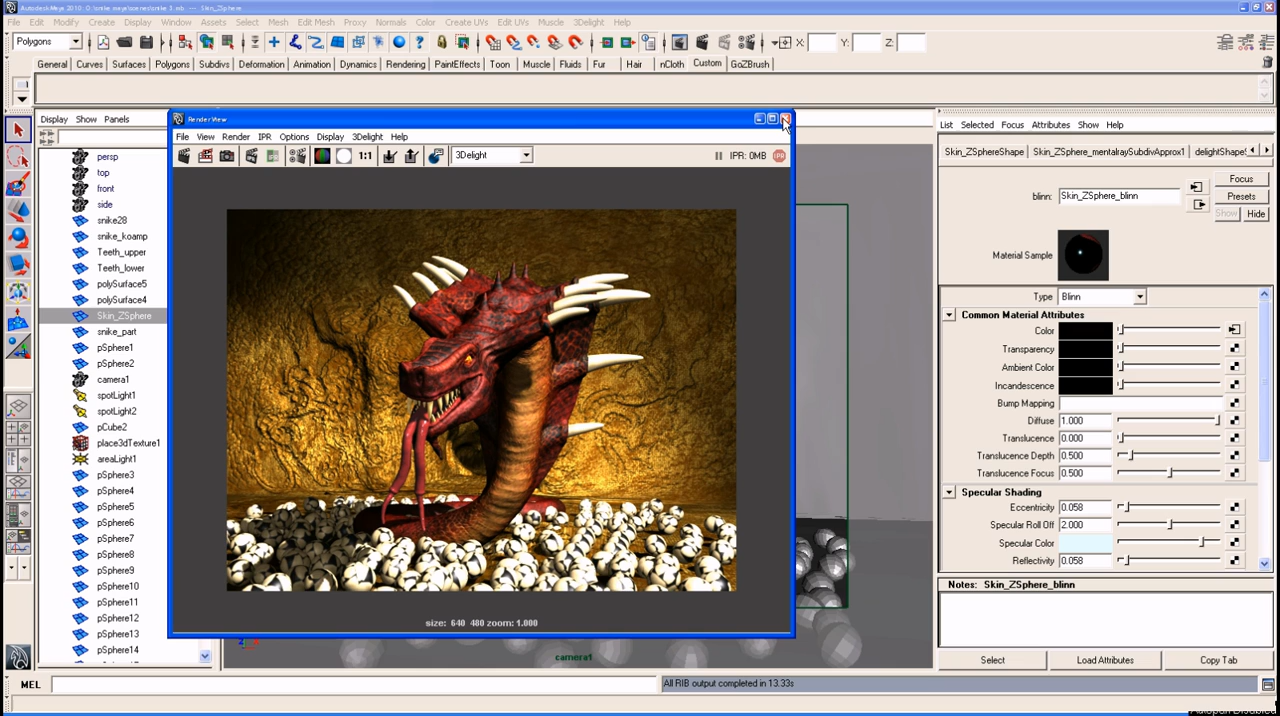 Autodesk Maya 2010: D:\snike maya\scenes\snike 1.mb --- Skin_ZSphere
File Edit Modify Create Display Window Assets Select Mesh Edit Mesh Proxy Normals Color Create UVs Edit UVs Muscle 3Delight Help
Polygons X: Y: Z:
General Curves Surfaces Polygons Subdivs Deformation Animation Dynamics Rendering PaintEffects Toon Muscle Fluids Fur Hair nCloth Custom GoZBrush
Display Show Panels
persp
top
front
side
snike28
snike_koamp
Teeth_upper
Teeth_lower
polySurface5
polySurface4
Skin_ZSphere
snike_part
pSphere1
pSphere2
camera1
spotLight1
spotLight2
pCube2
place3dTexture1
areaLight1
pSphere3
pSphere4
pSphere5
pSphere6
pSphere7
pSphere8
pSphere9
pSphere10
pSphere11
pSphere12
pSphere13
pSphere14
RenderView
File View Render IPR Options Display 3Delight Help
1:1 3Delight IPR: 0MB
size: 640 480 zoom: 1.000
camera1
List Selected Focus Attributes Show Help
Skin_ZSphereShape Skin_ZSphere_mentalraySubdivApprox1 delightShape
Focus
blinn: Skin_ZSphere_blinn Presets
Show Hide
Material Sample
Type Blinn
Common Material Attributes
Color
Transparency
Ambient Color
Incandescence
Bump Mapping
Diffuse 1.000
Translucence 0.000
Translucence Depth 0.500
Translucence Focus 0.500
Specular Shading
Eccentricity 0.058
Specular Roll Off 2.000
Specular Color
Reflectivity 0.058
Notes: Skin_ZSphere_blinn
Select Load Attributes Copy Tab
MEL All RIB output completed in 13.33s